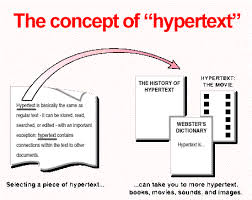 The concept of "hypertext"
Hypertext is basically the same as
regular text - it can be stored, read,
searched, or edited - with an important
exception: hypertext contains
connections within the text to other
documents.
THE HISTORY OF
HYPERTEXT
HYPERTEXT:
THE MOVIE
WEBSTER'S
DICTIONARY
Hypertext is...
Selecting a piece of hypertext...
...can take you to more hypertext,
books, movies, sounds, and images.